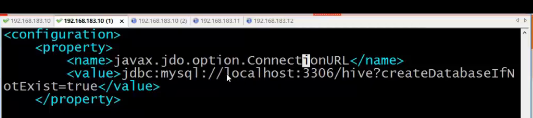 192.168.183.10
192.168.183.10 (1)
192.168.183.10 (2)
192.168.183.11
192.168.183.12
<configuration>
<property>
<name>javax.jdo.option.ConnectionURL</name>
<value>jdbc:mysql://localhost:3306/hive?createDatabaseIfN
otExist=true</value>
</property>